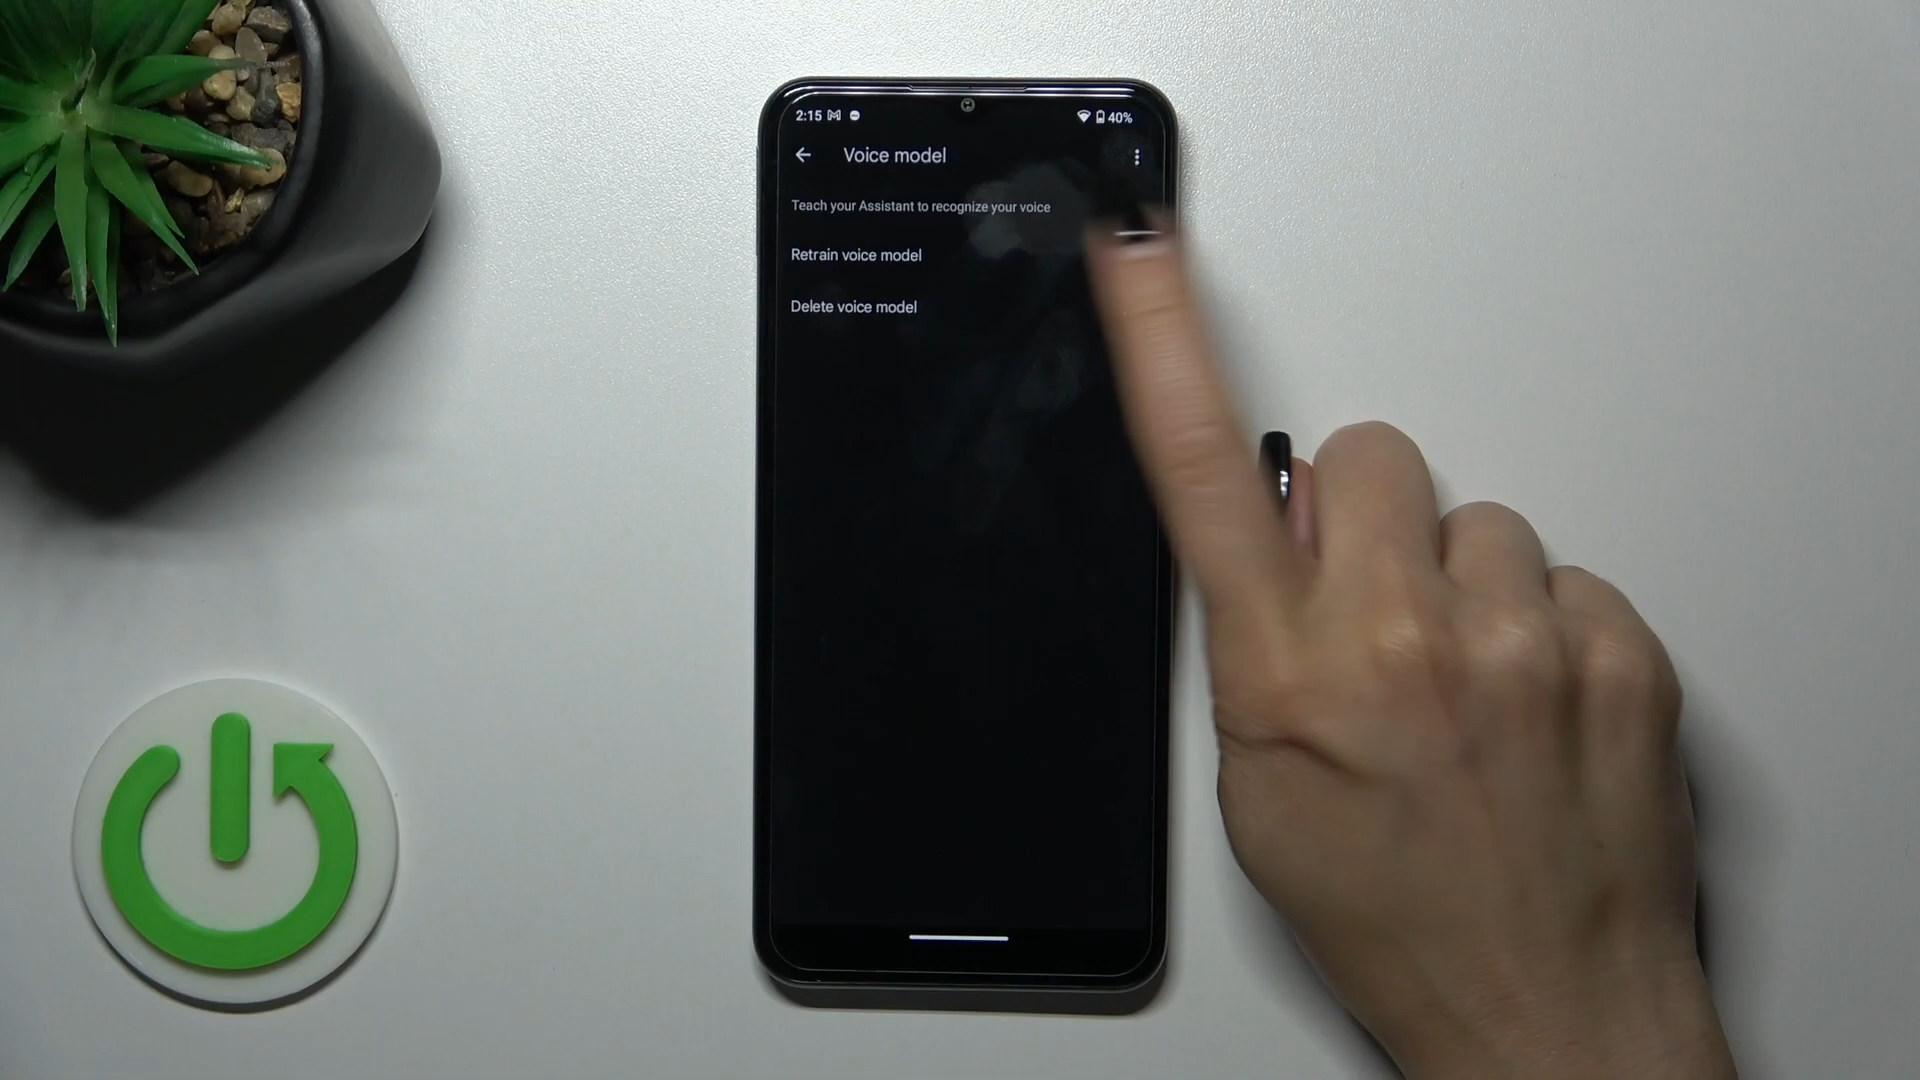 2:15
40%
Voice model
Teach your Assistant to recognize your voice
Retrain voice model
Delete voice model